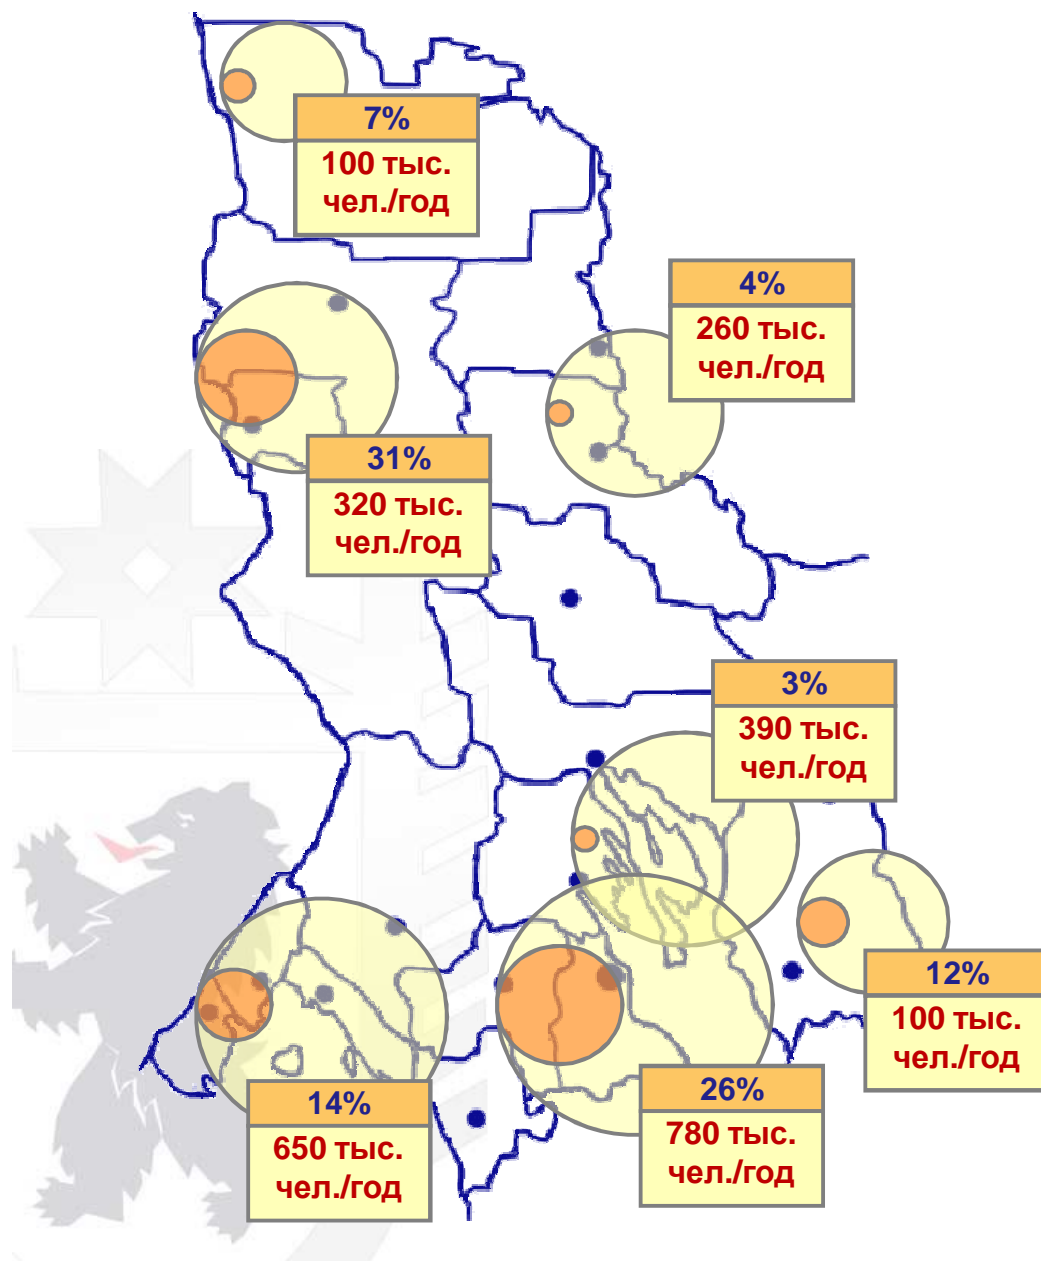 7%
100 тыс.
чел./год
4%
260 тыс.
чел./год
31%
320 тыс.
чел./год
3%
390 тыс.
чел./год
12%
100 тыс.
чел./год
26%
780 тыс.
чел./год
14%
650 тыс.
чел./год